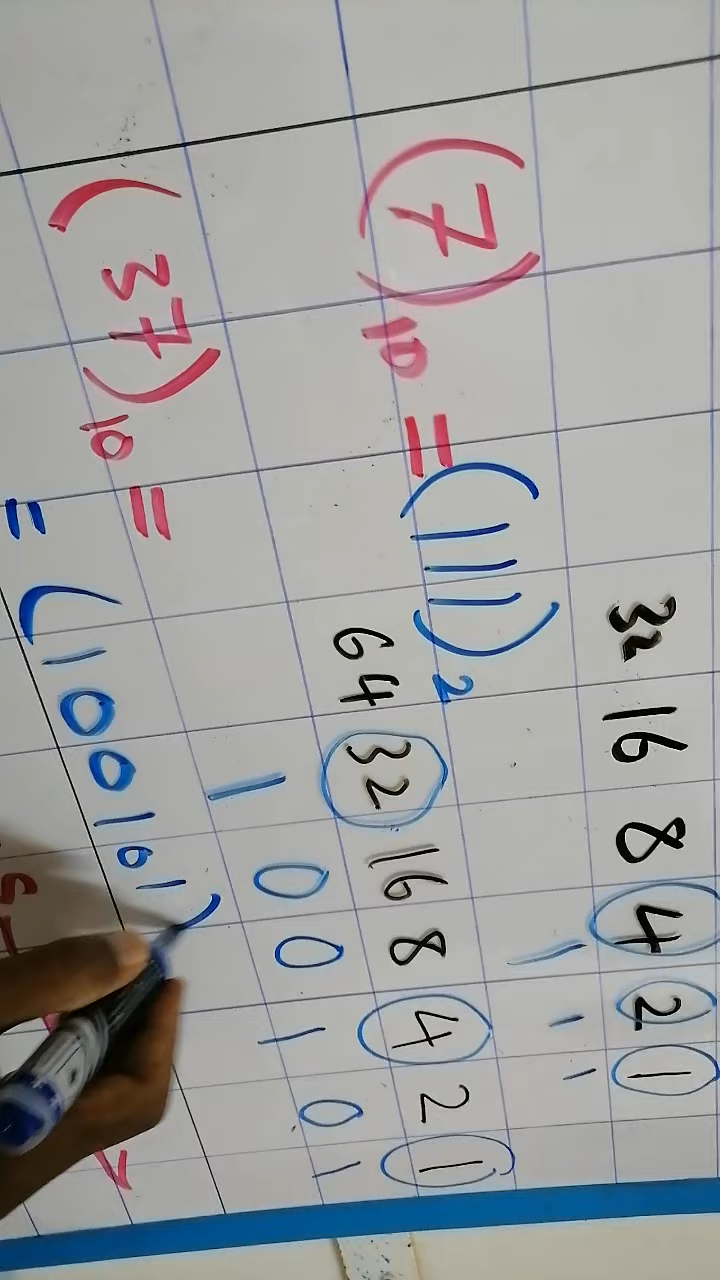 32 16 8 4 2 1
1 1 1
(7)10 = (111)2
64 32 16 8 4 2 1
1 0 0 1 0 1
(37)10 =
= (100101)